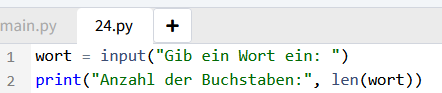 main.py 24.py +
1 wort = input("Gib ein Wort ein: ")
2 print("Anzahl der Buchstaben:", len(wort))